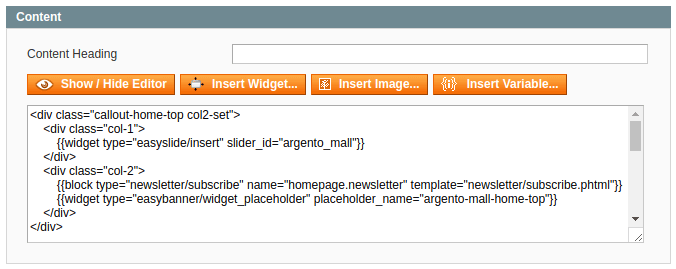 Content
Content Heading
Show / Hide Editor Insert Widget... Insert Image... Insert Variable...
<div class="callout-home-top col2-set">
    <div class="col-1">
        {{widget type="easyslide/insert" slider_id="argento_mall"}}
    </div>
    <div class="col-2">
        {{block type="newsletter/subscribe" name="homepage.newsletter" template="newsletter/subscribe.phtml"}}
        {{widget type="easybanner/widget_placeholder" placeholder_name="argento-mall-home-top"}}
    </div>
</div>